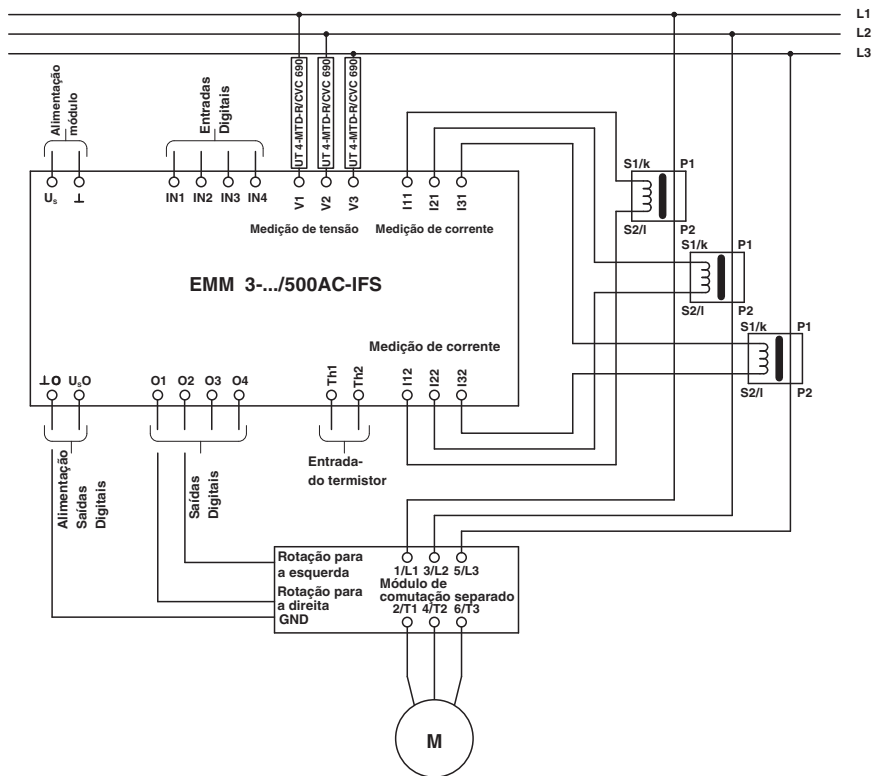 L1
L2
L3
Alimentação
módulo
Entradas
Digitais
UT 4-MTD-R/CVC 690
UT 4-MTD-R/CVC 690
UT 4-MTD-R/CVC 690
S1/k P1
S2/l P2
S1/k P1
S2/l P2
S1/k P1
S2/l P2
Us ⊥ IN1 IN2 IN3 IN4 V1 V2 V3 I11 I21 I31
Medição de tensão Medição de corrente
EMM 3-.../500AC-IFS
Medição de corrente
⊥O UsO O1 O2 O3 O4 Th1 Th2 I12 I22 I32
Alimentação
Saídas
Digitais
Saídas
Digitais
Entrada-
do termistor
Rotação para
a esquerda
Rotação para
a direita
GND
1/L1 3/L2 5/L3
Módulo de
comutação separado
2/T1 4/T2 6/T3
M